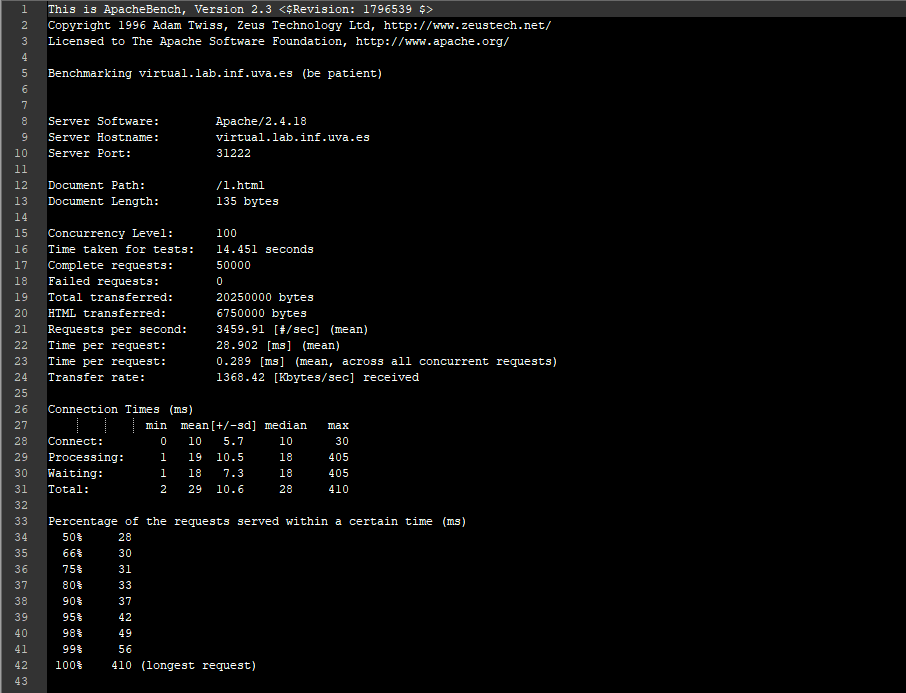 1 This is ApacheBench, Version 2.3 <$Revision: 1796539 $>
2 Copyright 1996 Adam Twiss, Zeus Technology Ltd, http://www.zeustech.net/
3 Licensed to The Apache Software Foundation, http://www.apache.org/
4
5 Benchmarking virtual.lab.inf.uva.es (be patient)
6
7
8 Server Software:        Apache/2.4.18
9 Server Hostname:        virtual.lab.inf.uva.es
10 Server Port:            31222
11
12 Document Path:          /1.html
13 Document Length:        135 bytes
14
15 Concurrency Level:      100
16 Time taken for tests:   14.451 seconds
17 Complete requests:      50000
18 Failed requests:        0
19 Total transferred:      20250000 bytes
20 HTML transferred:       6750000 bytes
21 Requests per second:    3459.91 [#/sec] (mean)
22 Time per request:       28.902 [ms] (mean)
23 Time per request:       0.289 [ms] (mean, across all concurrent requests)
24 Transfer rate:          1368.42 [Kbytes/sec] received
25
26 Connection Times (ms)
27               min  mean[+/-sd] median   max
28 Connect:        0   10   5.7     10      30
29 Processing:     1   19  10.5     18     405
30 Waiting:        1   18   7.3     18     405
31 Total:          2   29  10.6     28     410
32
33 Percentage of the requests served within a certain time (ms)
34   50%     28
35   66%     30
36   75%     31
37   80%     33
38   90%     37
39   95%     42
40   98%     49
41   99%     56
42  100%    410 (longest request)
43